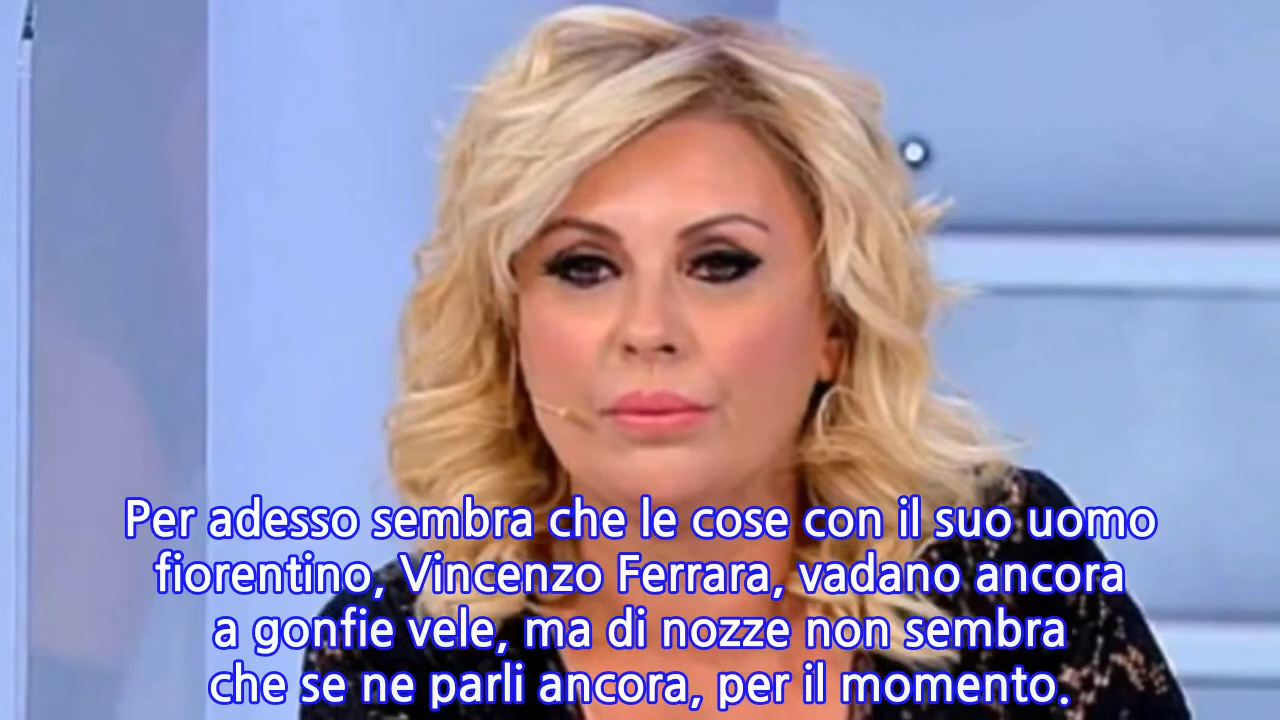 Per adesso sembra che le cose con il suo uomo
fiorentino, Vincenzo Ferrara, vadano ancora
a gonfie vele, ma di nozze non sembra
che se ne parli ancora, per il momento.